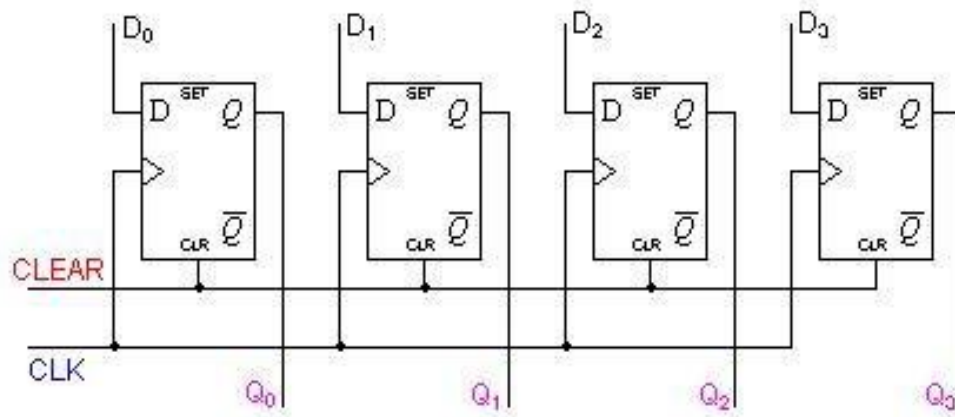 D₀ D₁ D₂ D₃
SET SET SET SET
D Q D Q D Q D Q
Q̅ Q̅ Q̅ Q̅
CLR CLR CLR CLR
CLEAR
CLK
Q₀ Q₁ Q₂ Q₃